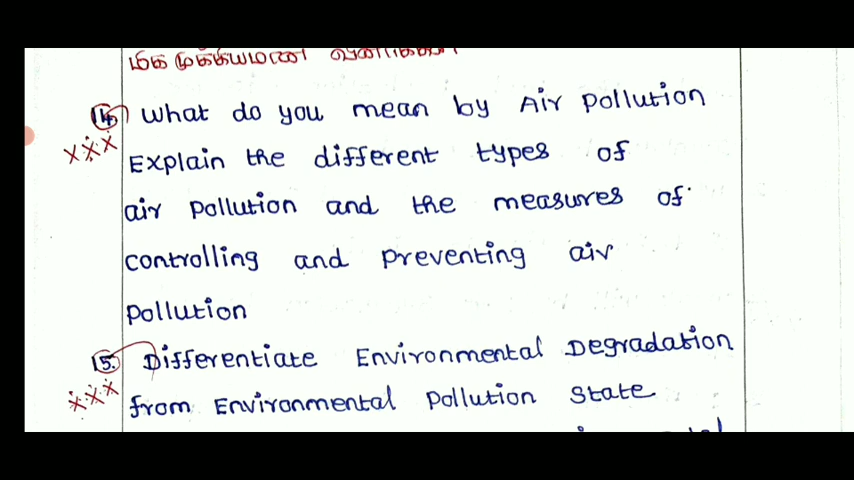 மிக முக்கியமான
14. What do you mean by Air Pollution
Explain the different types of
air pollution and the measures of
controlling and preventing air
pollution
15. Differentiate Environmental Degradation
from Environmental Pollution State